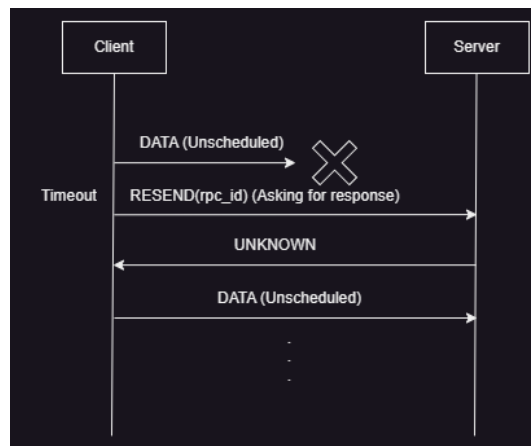 Client
Server
DATA (Unscheduled)
Timeout
RESEND(rpc_id) (Asking for response)
UNKNOWN
DATA (Unscheduled)
.
.
.